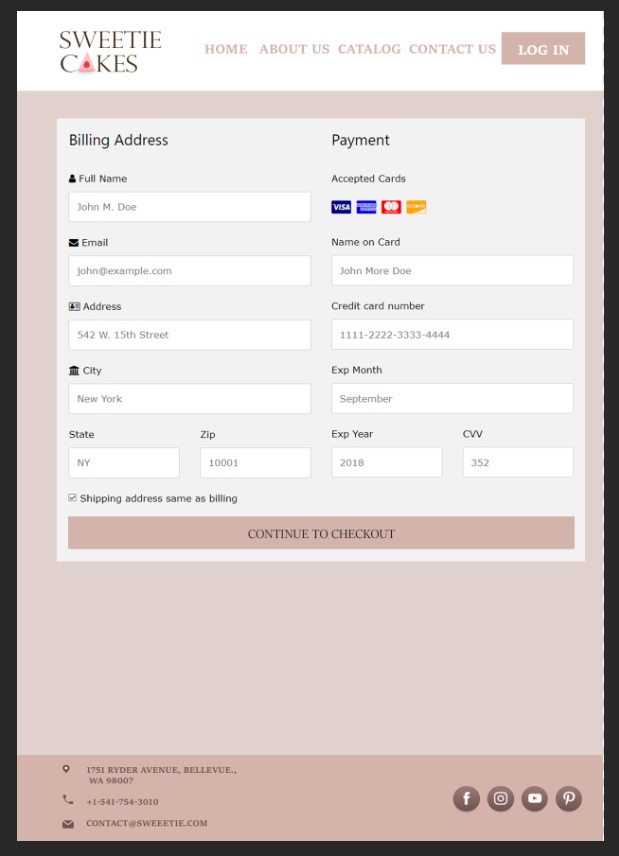 SWEETIE
CAKES
HOME ABOUT US CATALOG CONTACT US LOG IN
Billing Address
Full Name
John M. Doe
Email
john@example.com
Address
542 W. 15th Street
City
New York
State Zip
NY 10001
Shipping address same as billing
Payment
Accepted Cards
VISA
Name on Card
John More Doe
Credit card number
1111-2222-3333-4444
Exp Month
September
Exp Year CVV
2018 352
CONTINUE TO CHECKOUT
1751 RYDER AVENUE, BELLEVUE.,
WA 98007
+1-541-754-3010
CONTACT@SWEEETIE.COM